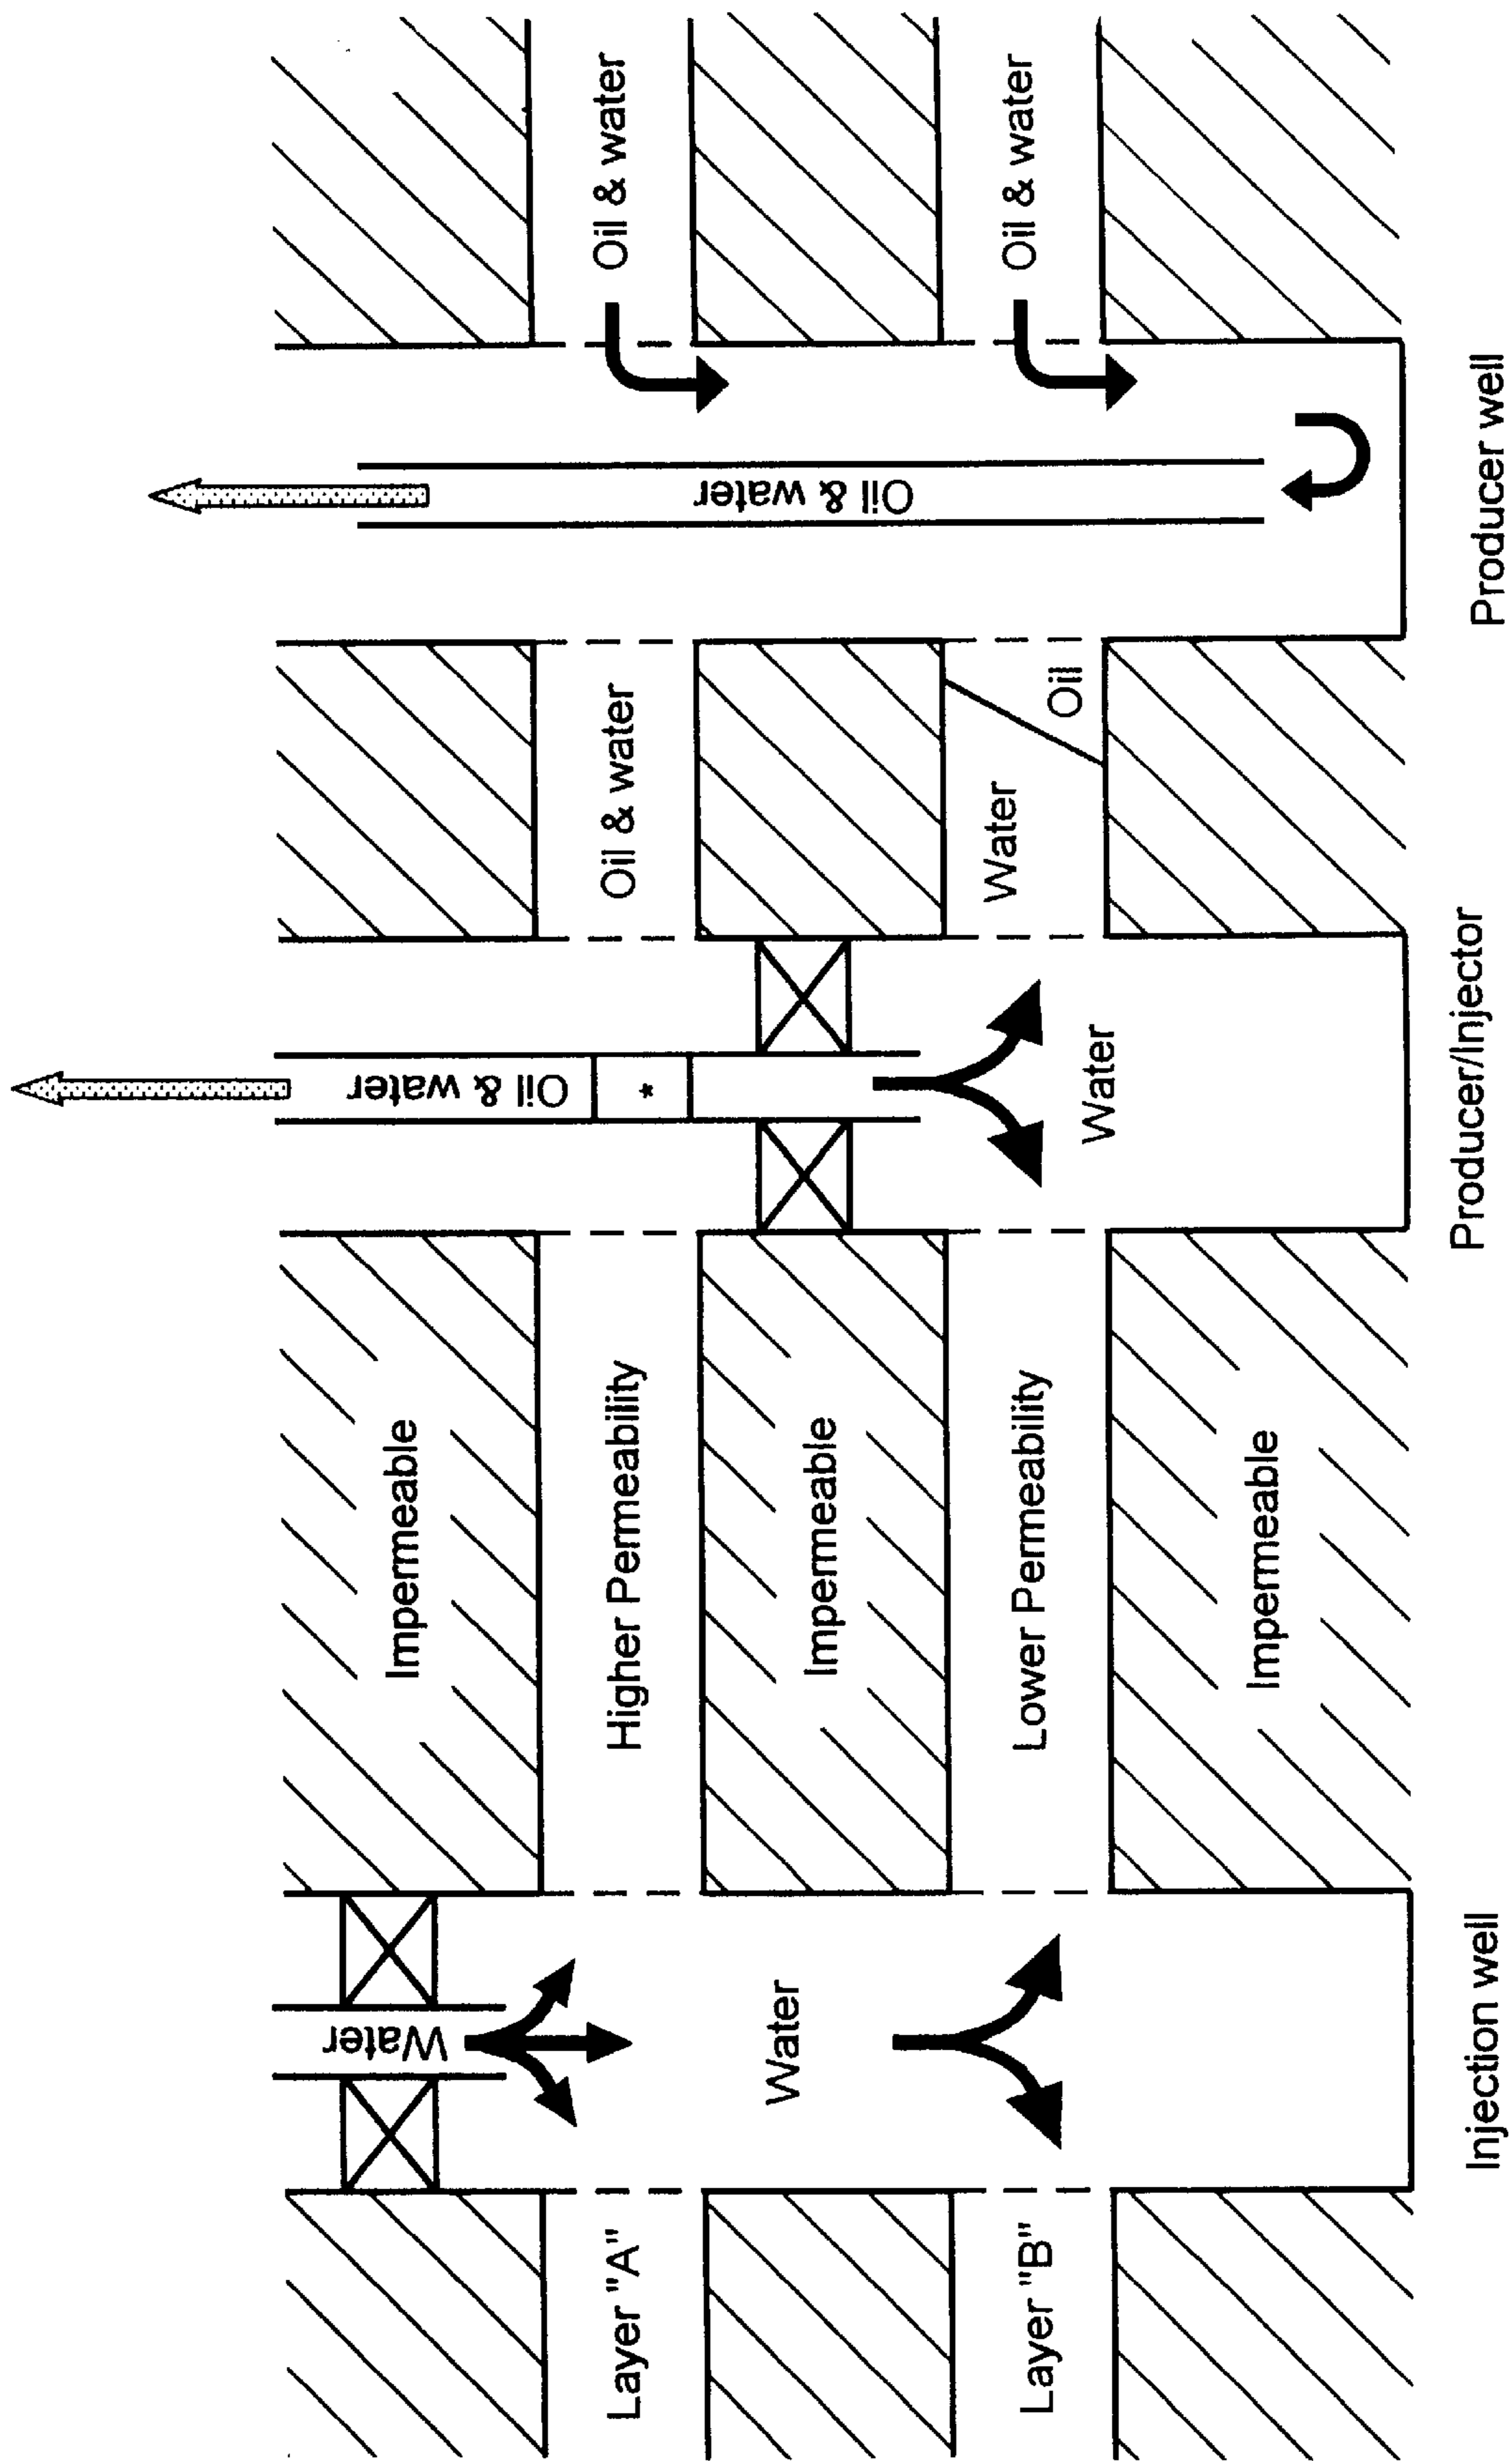 Water
Impermeable
Oil & water
Layer "A"
Higher Permeability
*
Oil & water
Oil & water
Water
Impermeable
Oil & water
Layer "B"
Lower Permeability
Water
Water
Oil
Oil & water
Impermeable
Injection well
Producer/Injector
Producer well